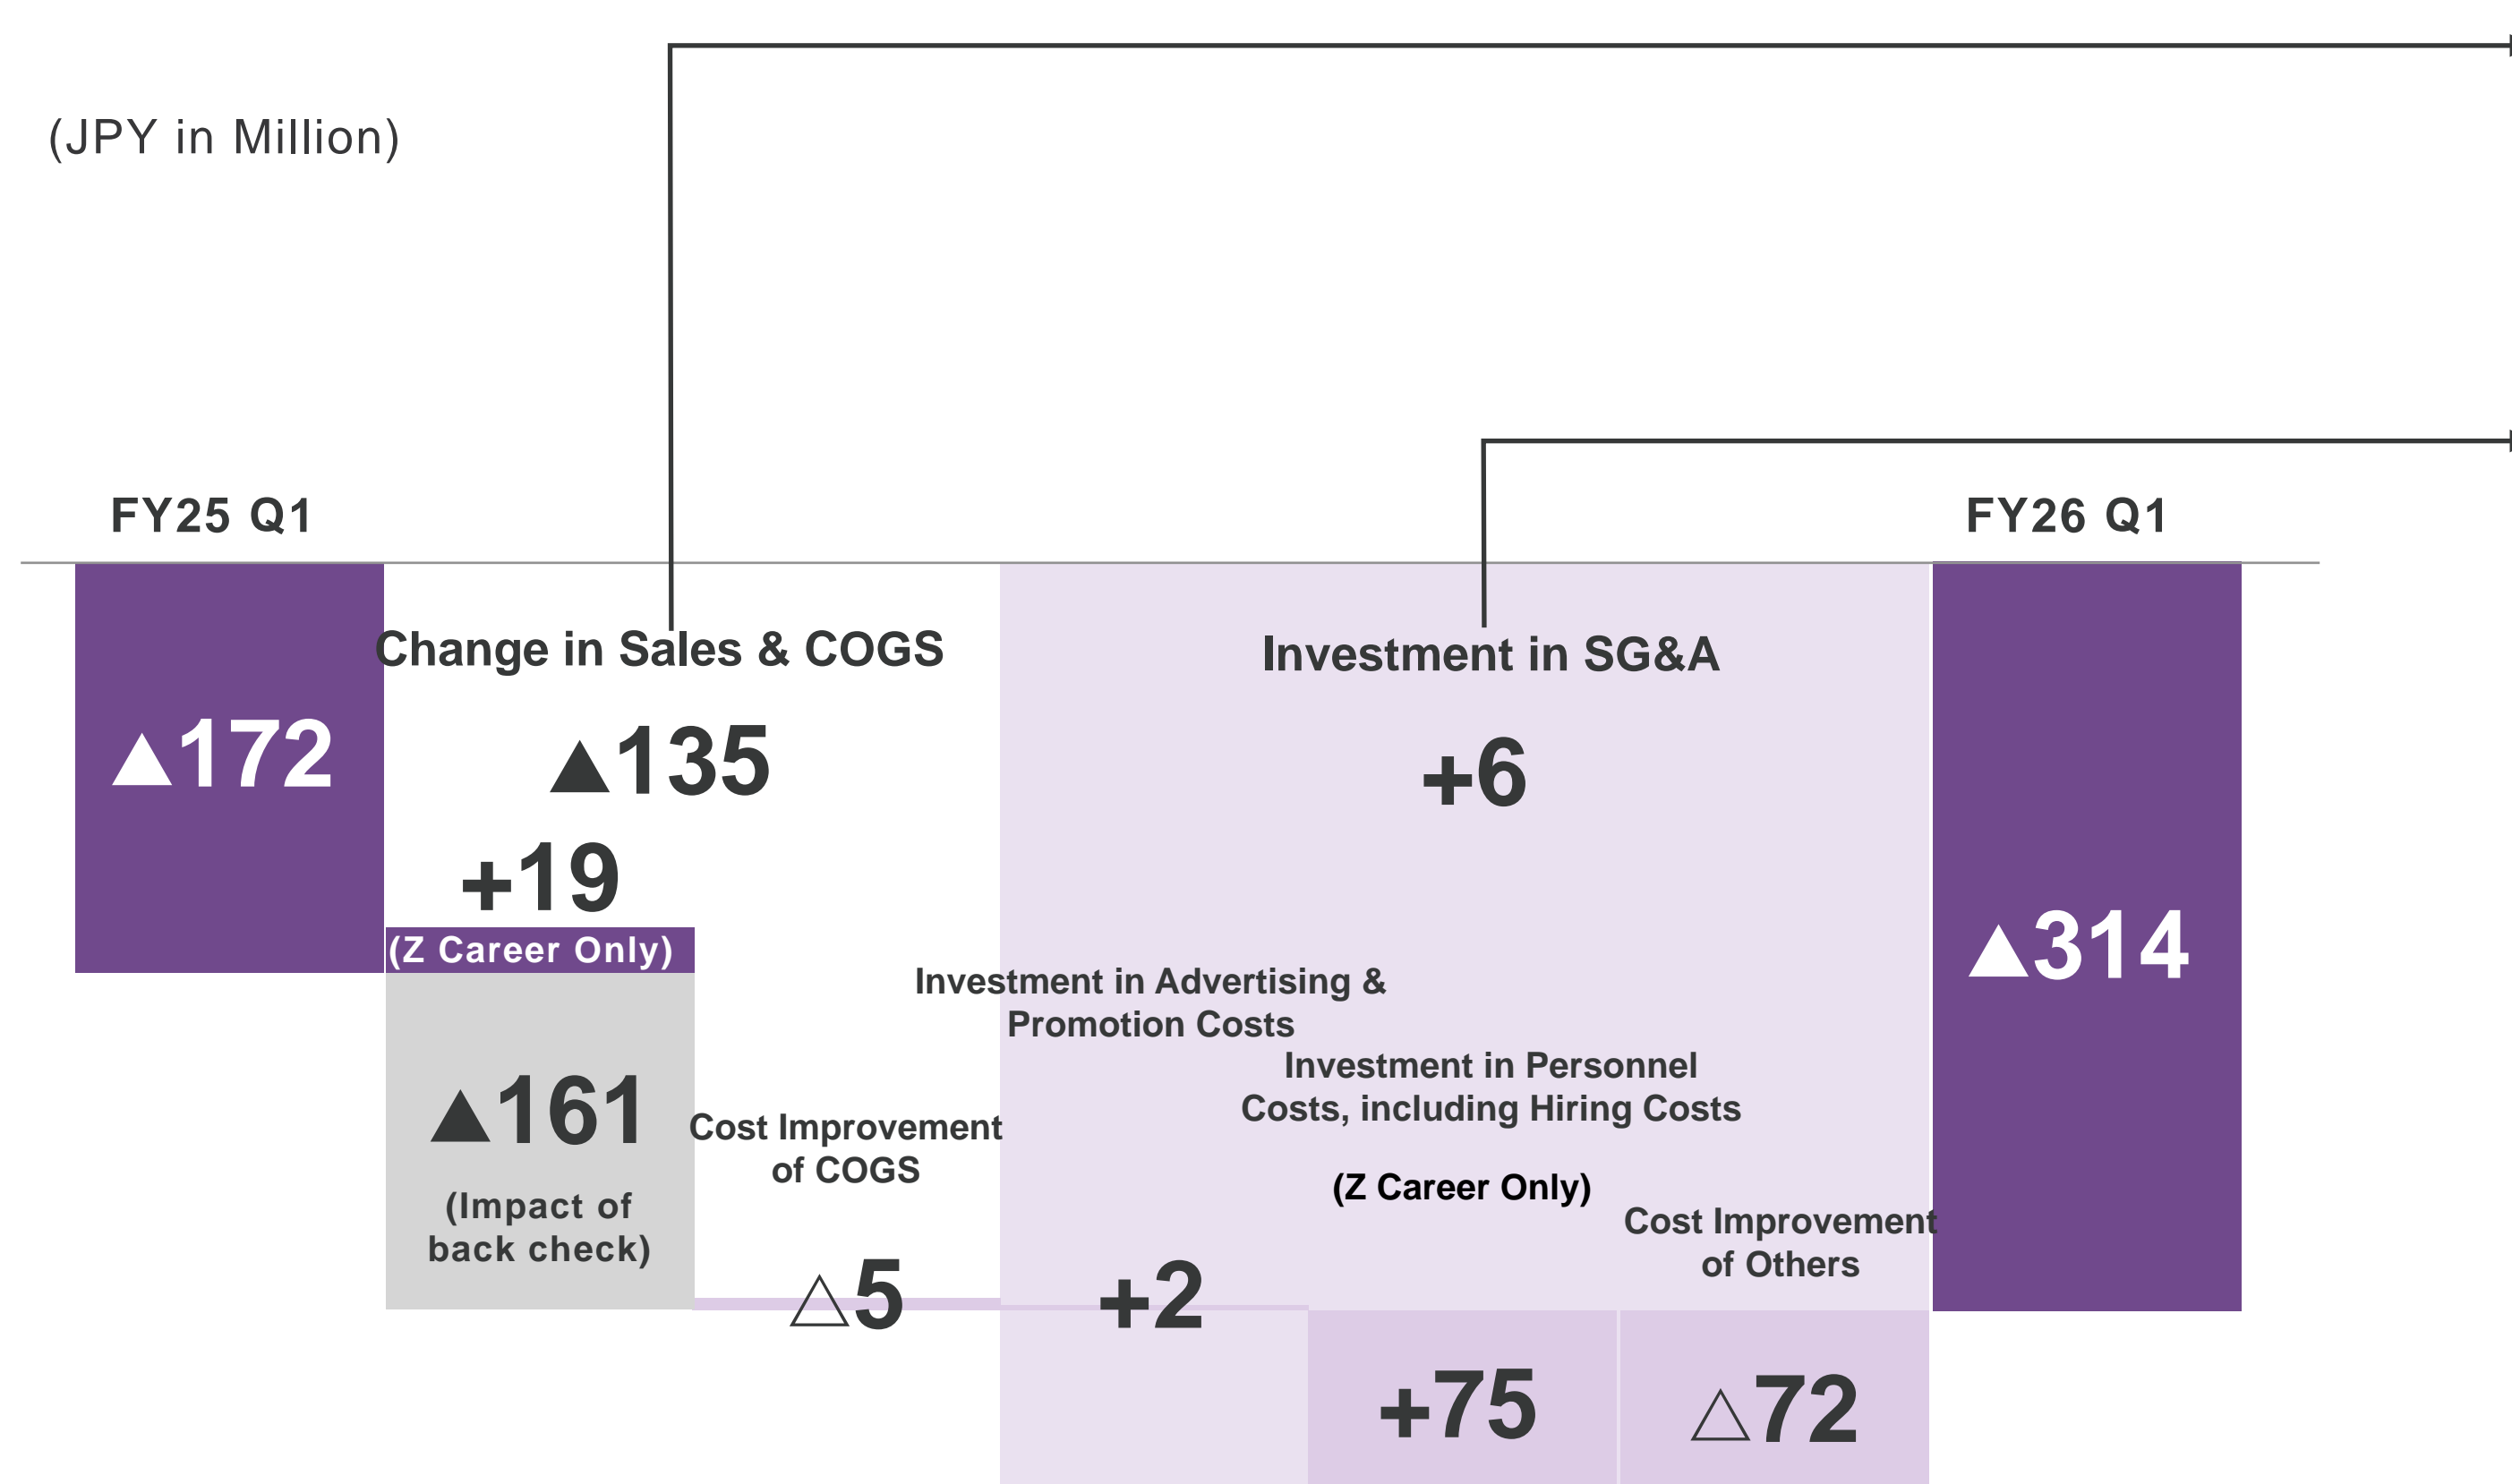 (JPY in Million)
FY25 Q1
FY26 Q1
Change in Sales & COGS
Investment in SG&A
▲172
▲135
+6
+19
(Z Career Only)
▲314
Investment in Advertising &
Promotion Costs
Investment in Personnel
Costs, including Hiring Costs
(Z Career Only)
▲161
(Impact of
back check)
Cost Improvement
of COGS
Cost Improvement
of Others
△5
+2
+75
△72